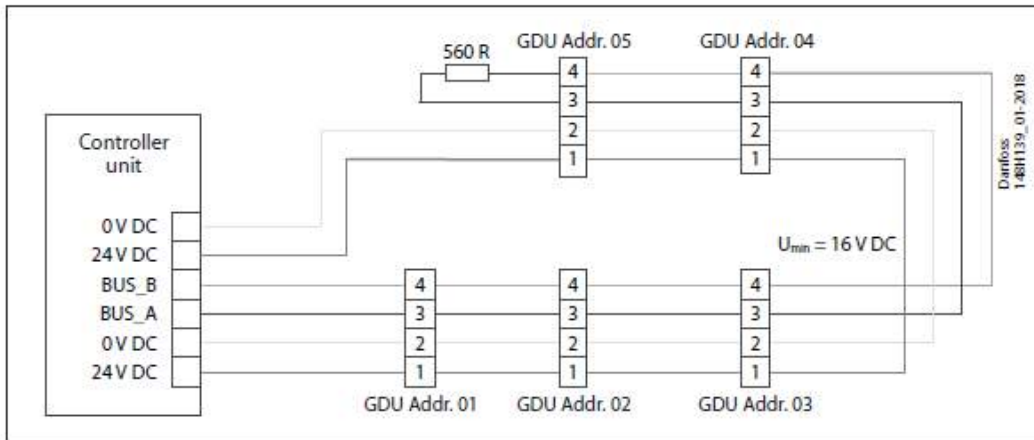 GDU Addr. 05
GDU Addr. 04
560 R
4
4
3
3
2
2
1
1
Danfoss
148H139_01-2018
Controller
unit
0 V DC
24 V DC
BUS_B
BUS_A
0 V DC
24 V DC
Umin = 16 V DC
4
4
4
3
3
3
2
2
2
1
1
1
GDU Addr. 01
GDU Addr. 02
GDU Addr. 03